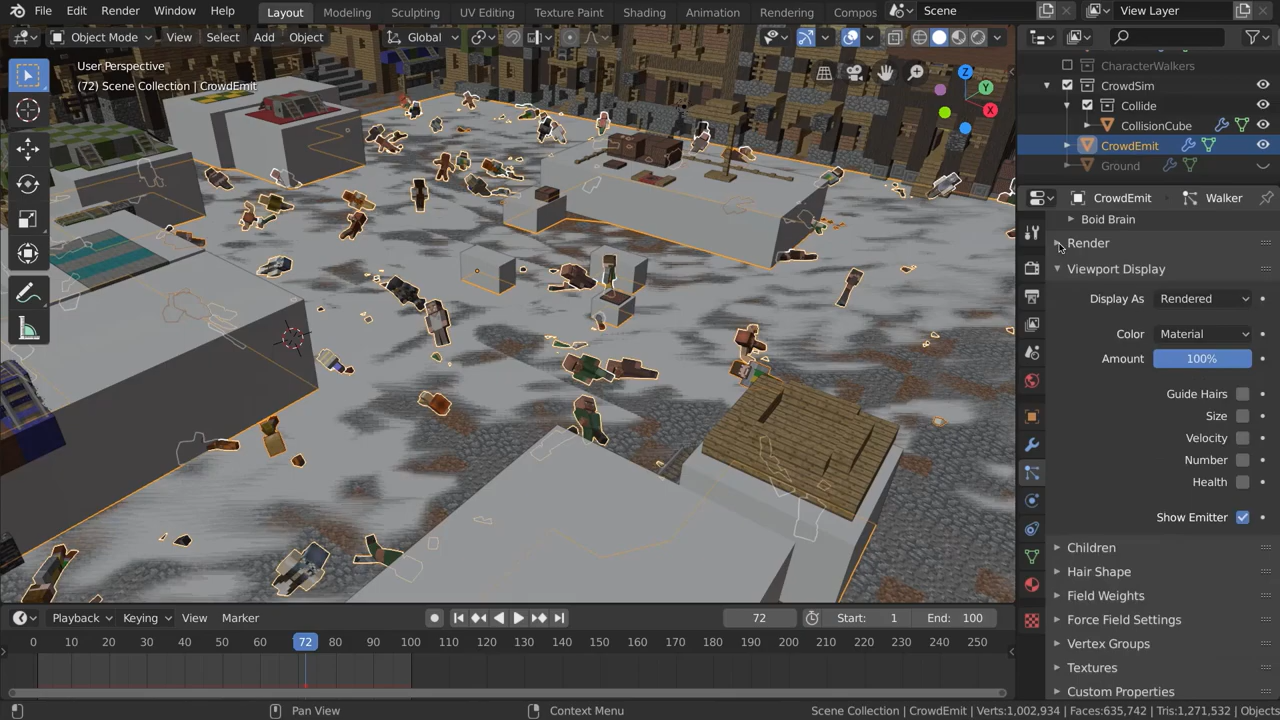 File Edit Render Window Help Layout Modeling Sculpting UV Editing Texture Paint Shading Animation Rendering Compos Scene View Layer
Object Mode View Select Add Object Global
User Perspective
(72) Scene Collection | CrowdEmit
X
Y
Z
CharacterWalkers
CrowdSim
Collide
CollisionCube
CrowdEmit
Ground
CrowdEmit Walker
Boid Brain
Render
Viewport Display
Display As Rendered
Color Material
Amount 100%
Guide Hairs
Size
Velocity
Number
Health
Show Emitter
Children
Hair Shape
Field Weights
Force Field Settings
Vertex Groups
Textures
Custom Properties
Playback Keying View Marker 72 Start: 1 End: 100
0 10 20 30 40 50 60 72 80 90 100 110 120 130 140 150 160 170 180 190 200 210 220 230 240 250
Pan View Context Menu Scene Collection | CrowdEmit | Verts:1,002,934 | Faces:635,742 | Tris:1,271,532 | Objects